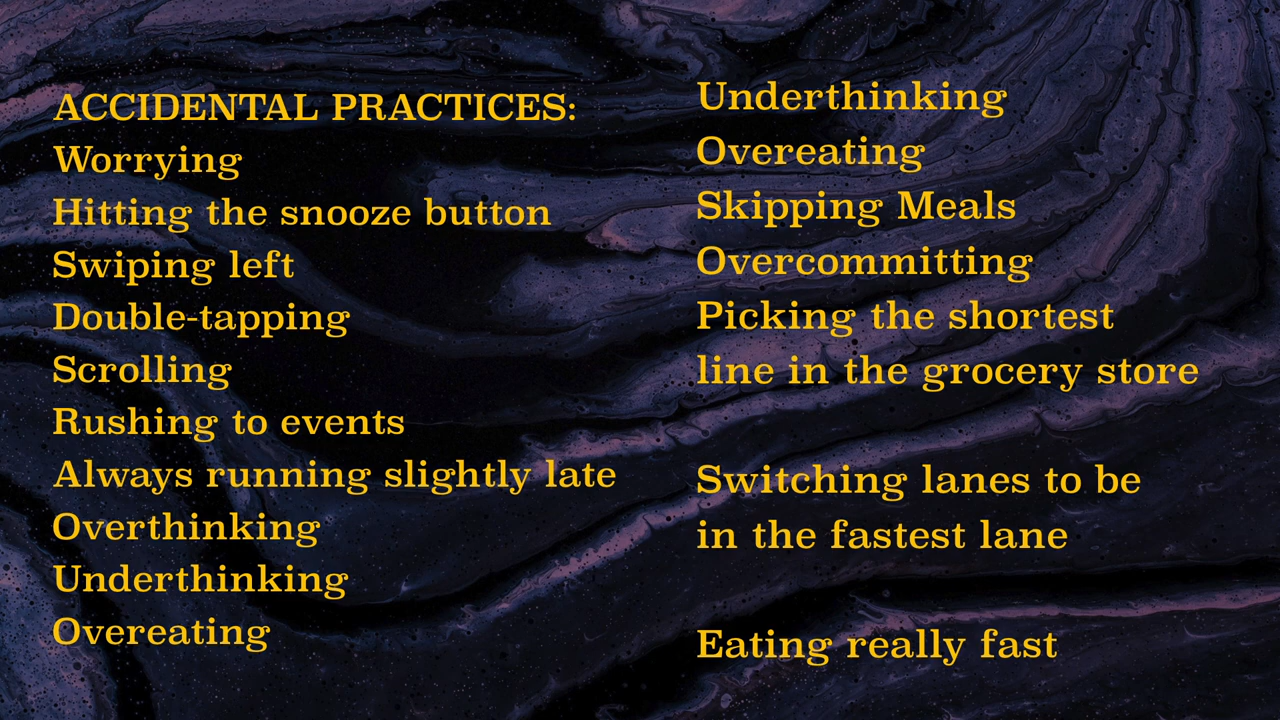 ACCIDENTAL PRACTICES:
Worrying
Hitting the snooze button
Swiping left
Double-tapping
Scrolling
Rushing to events
Always running slightly late
Overthinking
Underthinking
Overeating
Underthinking
Overeating
Skipping Meals
Overcommitting
Picking the shortest
line in the grocery store
Switching lanes to be
in the fastest lane
Eating really fast